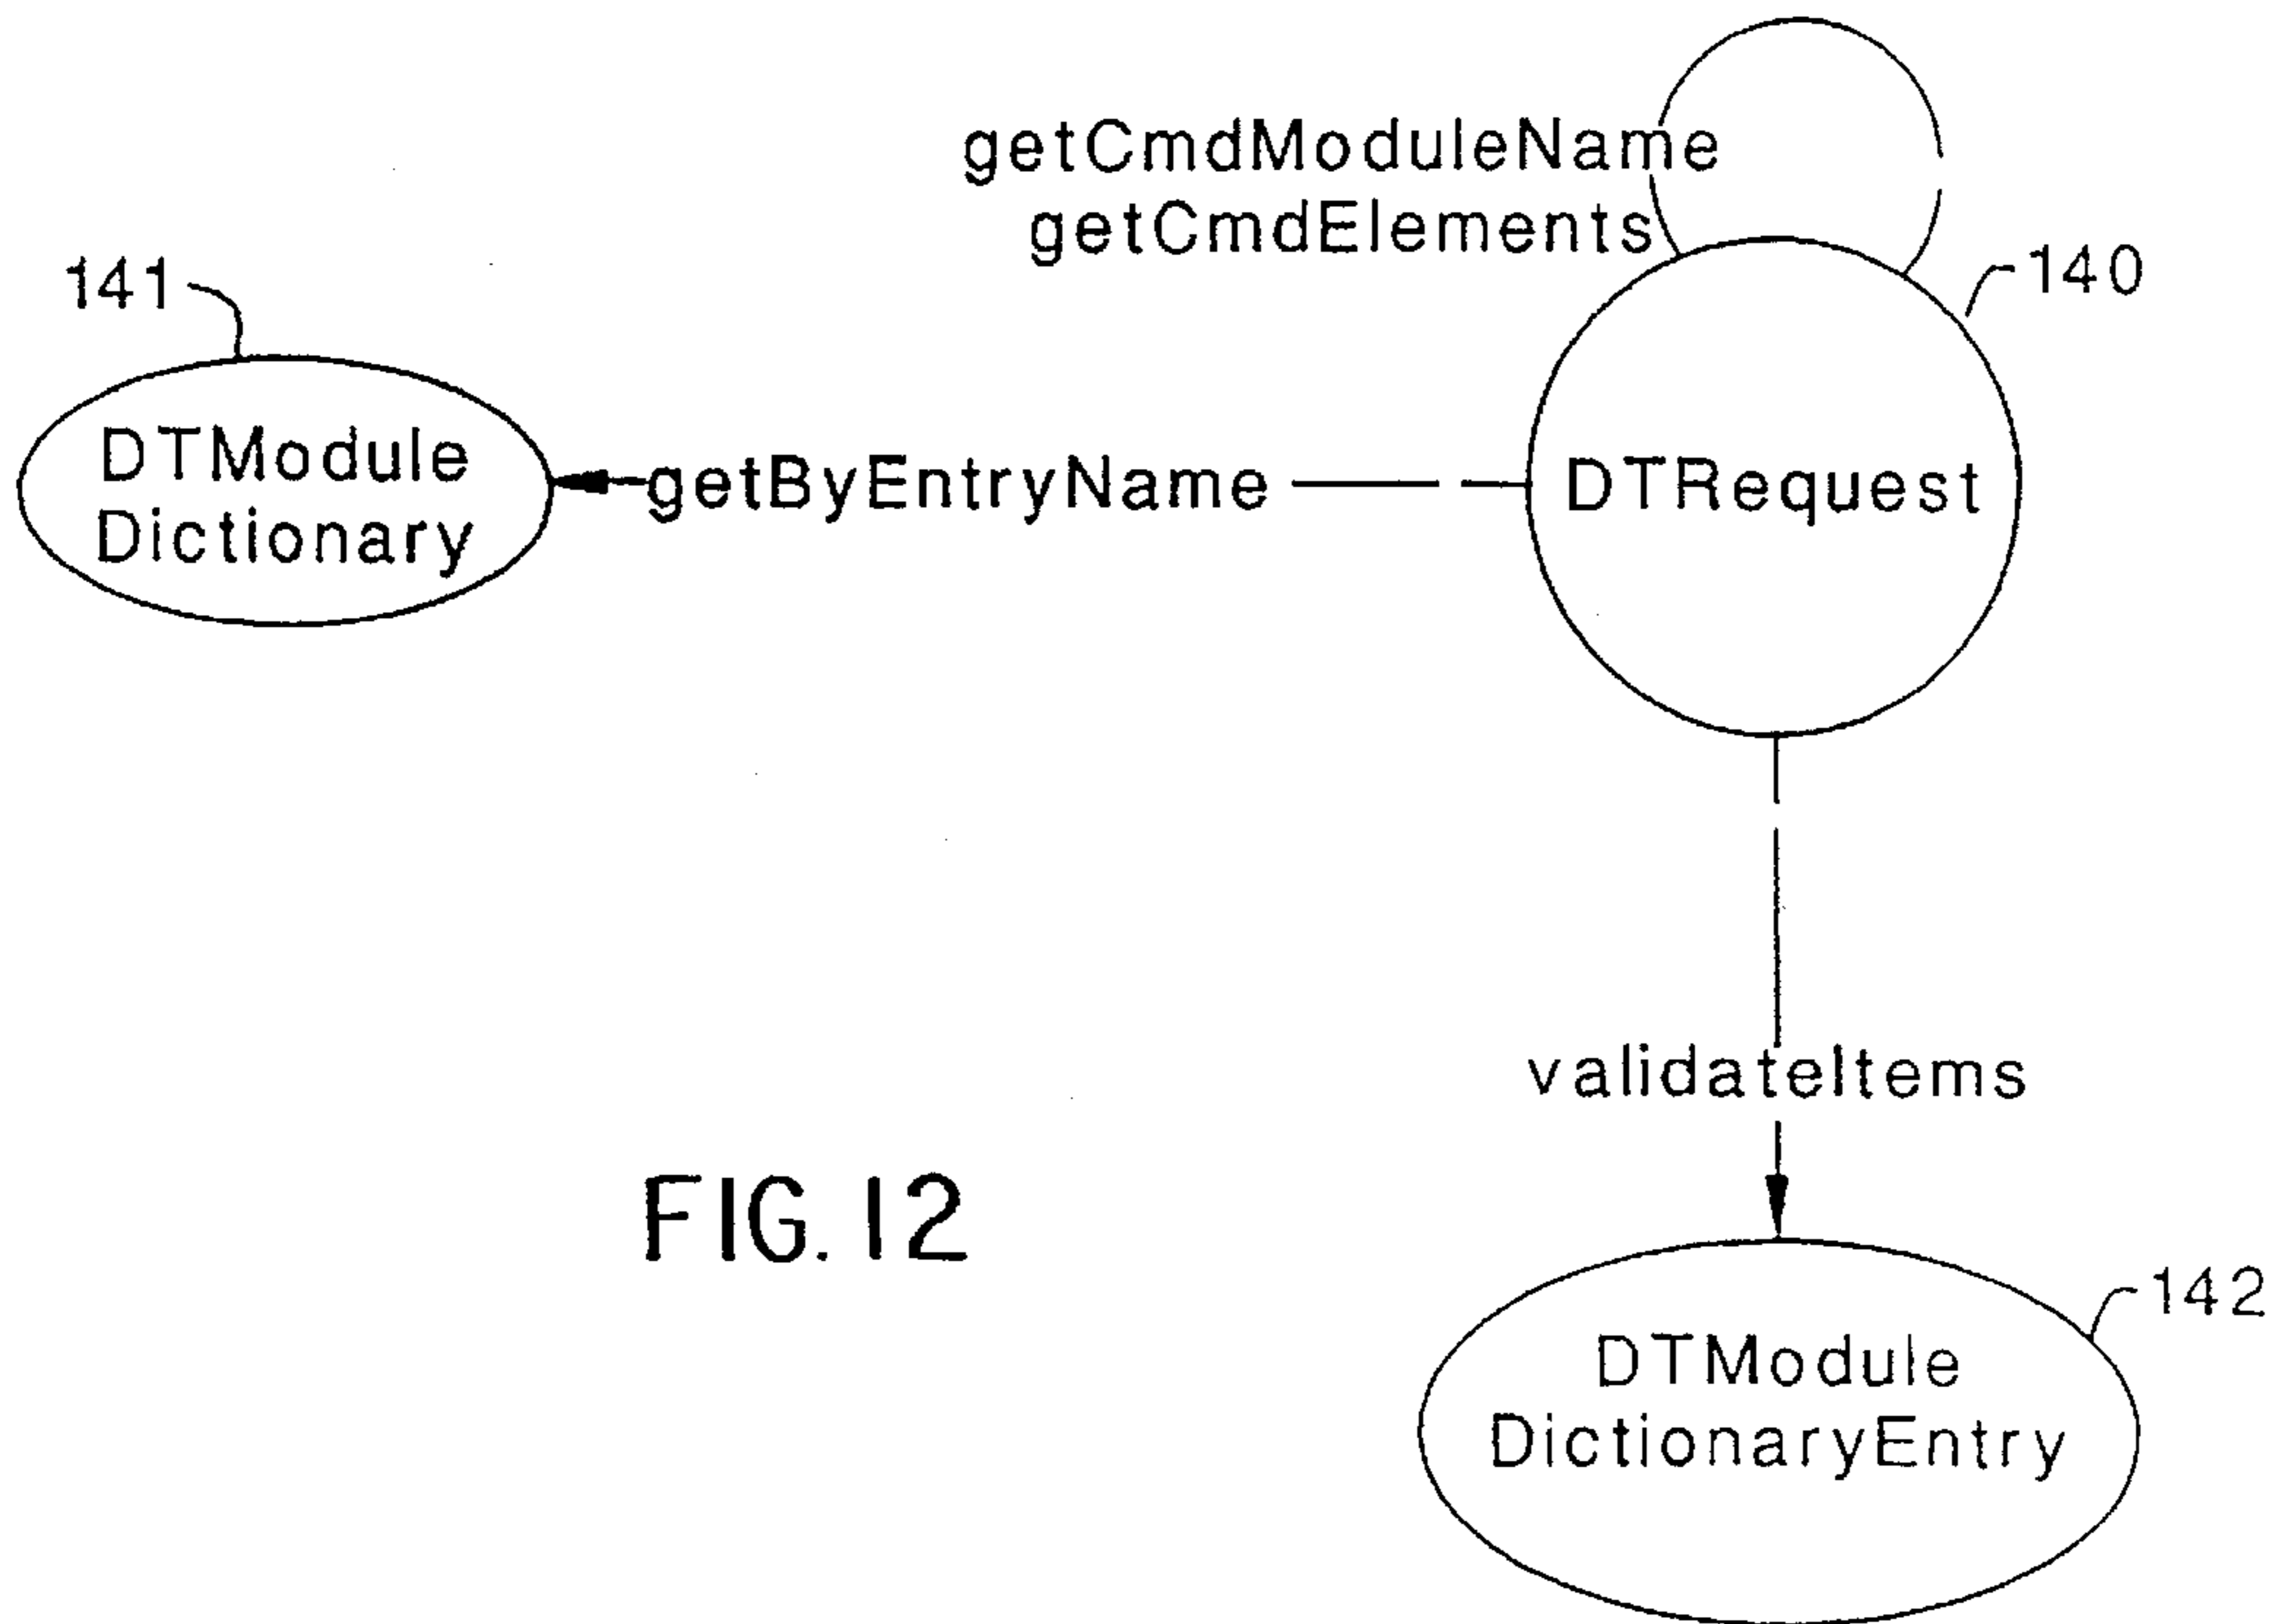 getCmdModuleName
getCmdElements
140
141
DTModule
Dictionary
getByEntryName
DTRequest
validateItems
FIG. 12
142
DTModule
DictionaryEntry